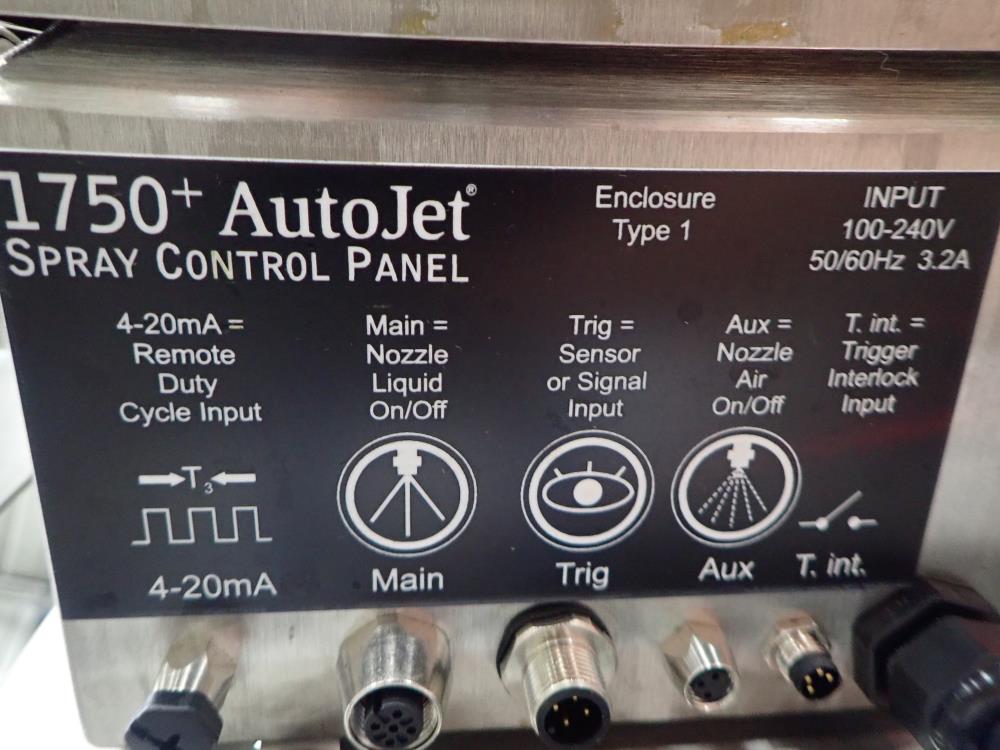 1750+ AutoJet®
SPRAY CONTROL PANEL
Enclosure
Type 1
INPUT
100-240V
50/60Hz 3.2A
4-20mA =
Remote
Duty
Cycle Input
Main =
Nozzle
Liquid
On/Off
Trig =
Sensor
or Signal
Input
Aux =
Nozzle
Air
On/Off
T. int. =
Trigger
Interlock
Input
T3
4-20mA
Main
Trig
Aux
T. int.